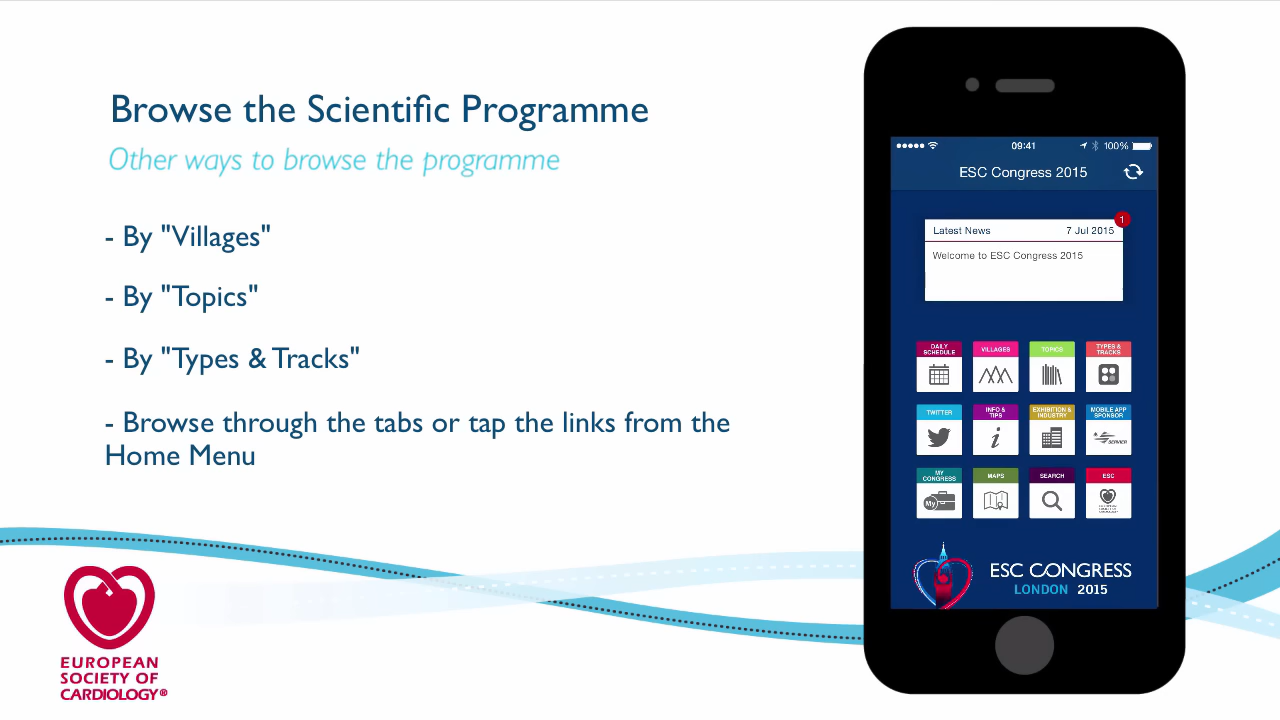 Browse the Scientific Programme
Other ways to browse the programme
- By "Villages"
- By "Topics"
- By "Types & Tracks"
- Browse through the tabs or tap the links from the
Home Menu
EUROPEAN
SOCIETY OF
CARDIOLOGY®
09:41
100%
ESC Congress 2015
1
Latest News 7 Jul 2015
Welcome to ESC Congress 2015
DAILY SCHEDULE
VILLAGES
TOPICS
TYPES & TRACKS
TWITTER
INFO & TIPS
EXHIBITION & INDUSTRY
MOBILE APP SPONSOR
SERVIER
MY CONGRESS
My
MAPS
SEARCH
ESC
ESC CONGRESS
LONDON 2015